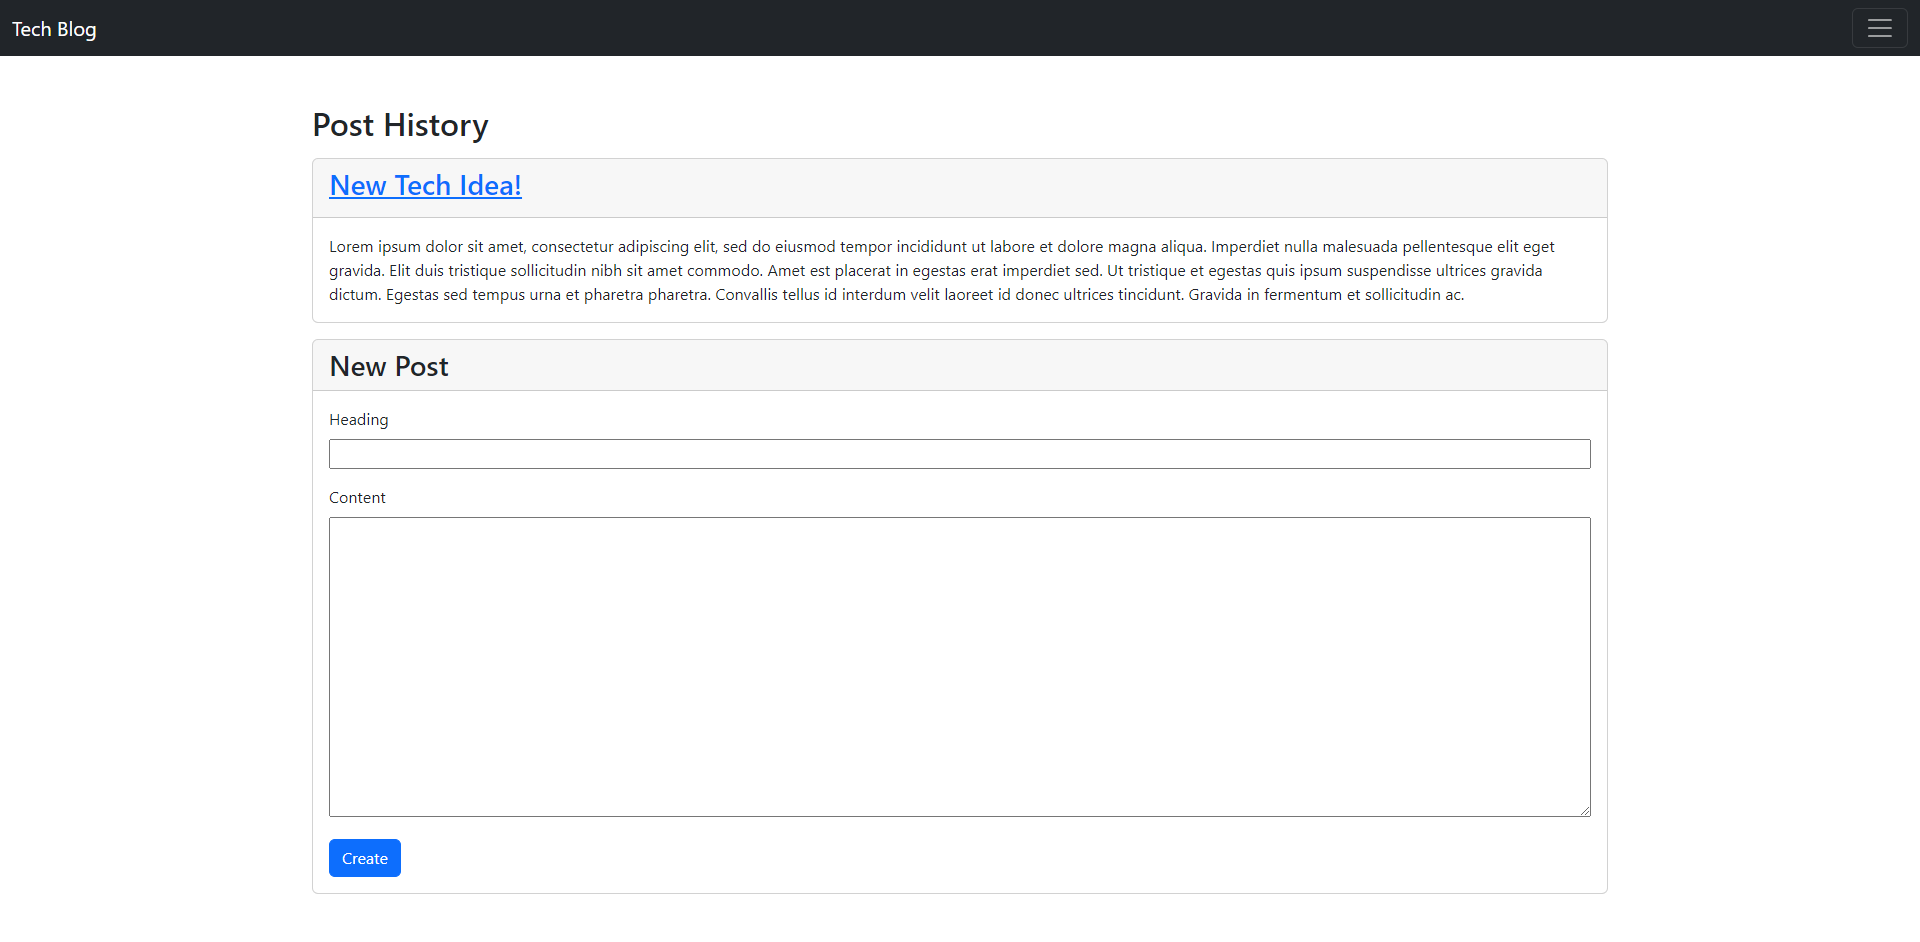 Tech Blog
Post History
New Tech Idea!
Lorem ipsum dolor sit amet, consectetur adipiscing elit, sed do eiusmod tempor incididunt ut labore et dolore magna aliqua. Imperdiet nulla malesuada pellentesque elit eget
gravida. Elit duis tristique sollicitudin nibh sit amet commodo. Amet est placerat in egestas erat imperdiet sed. Ut tristique et egestas quis ipsum suspendisse ultrices gravida
dictum. Egestas sed tempus urna et pharetra pharetra. Convallis tellus id interdum velit laoreet id donec ultrices tincidunt. Gravida in fermentum et sollicitudin ac.
New Post
Heading
Content
Create